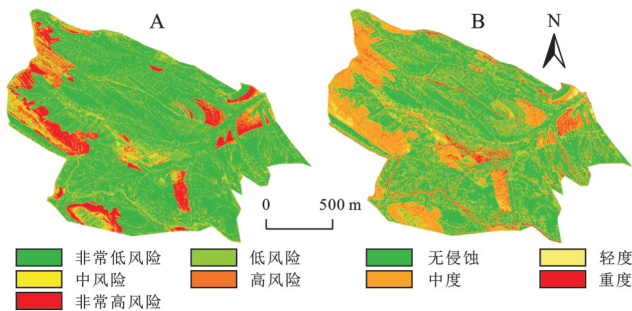 A
B
N
0 500 m
非常低风险 低风险 无侵蚀 轻度
中风险 高风险 中度 重度
非常高风险